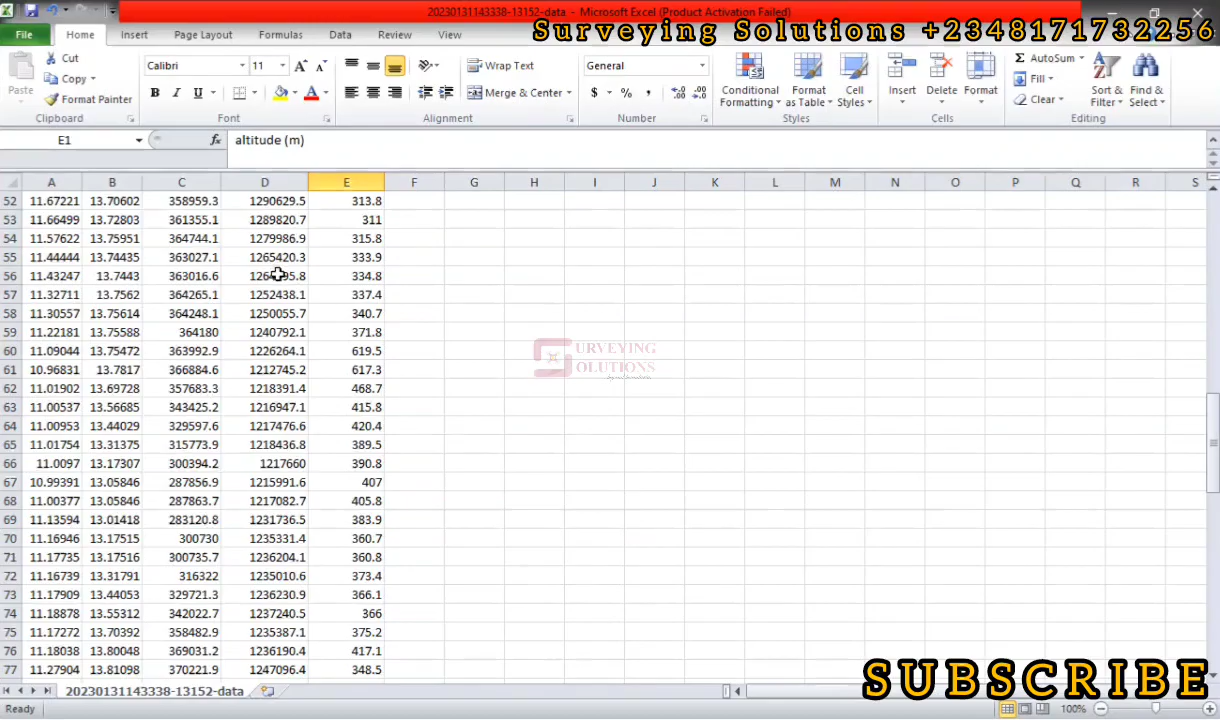 20230131143338-13152-data - Microsoft Excel (Product Activation Failed)
Surveying Solutions +2348171732256
File Home Insert Page Layout Formulas Data Review View
Paste Cut Copy Format Painter Clipboard
Calibri 11 B I U A A A Font
Wrap Text Merge & Center Alignment
General $ % , Number
Conditional Formatting Format as Table Cell Styles Styles
Insert Delete Format Cells
Σ AutoSum Fill Clear Sort & Filter Find & Select Editing
E1 fx altitude (m)
A B C D E F G H I J K L M N O P Q R S
52 11.67221 13.70602 358959.3 1290629.5 313.8
53 11.66499 13.72803 361355.1 1289820.7 311
54 11.57622 13.75951 364744.1 1279986.9 315.8
55 11.44444 13.74435 363027.1 1265420.3 333.9
56 11.43247 13.7443 363016.6 334.8
57 11.32711 13.7562 364265.1 1252438.1 337.4
58 11.30557 13.75614 364248.1 1250055.7 340.7
59 11.22181 13.75588 364180 1240792.1 371.8
60 11.09044 13.75472 363992.9 1226264.1 619.5
61 10.96831 13.7817 366884.6 1212745.2 617.3
62 11.01902 13.69728 357683.3 1218391.4 468.7
63 11.00537 13.56685 343425.2 1216947.1 415.8
64 11.00953 13.44029 329597.6 1217476.6 420.4
65 11.01754 13.31375 315773.9 1218436.8 389.5
66 11.0097 13.17307 300394.2 1217660 390.8
67 10.99391 13.05846 287856.9 1215991.6 407
68 11.00377 13.05846 287863.7 1217082.7 405.8
69 11.13594 13.01418 283120.8 1231736.5 383.9
70 11.16946 13.17515 300730 1235331.4 360.7
71 11.17735 13.17516 300735.7 1236204.1 360.8
72 11.16739 13.31791 316322 1235010.6 373.4
73 11.17909 13.44053 329721.3 1236230.9 366.1
74 11.18878 13.55312 342022.7 1237240.5 366
75 11.17272 13.70392 358482.9 1235387.1 375.2
76 11.18038 13.80048 369031.2 1236190.4 417.1
77 11.27904 13.81098 370221.9 1247096.4 348.5
SURVEYING
SOLUTIONS
20230131143338-13152-data
SUBSCRIBE
Ready 100%